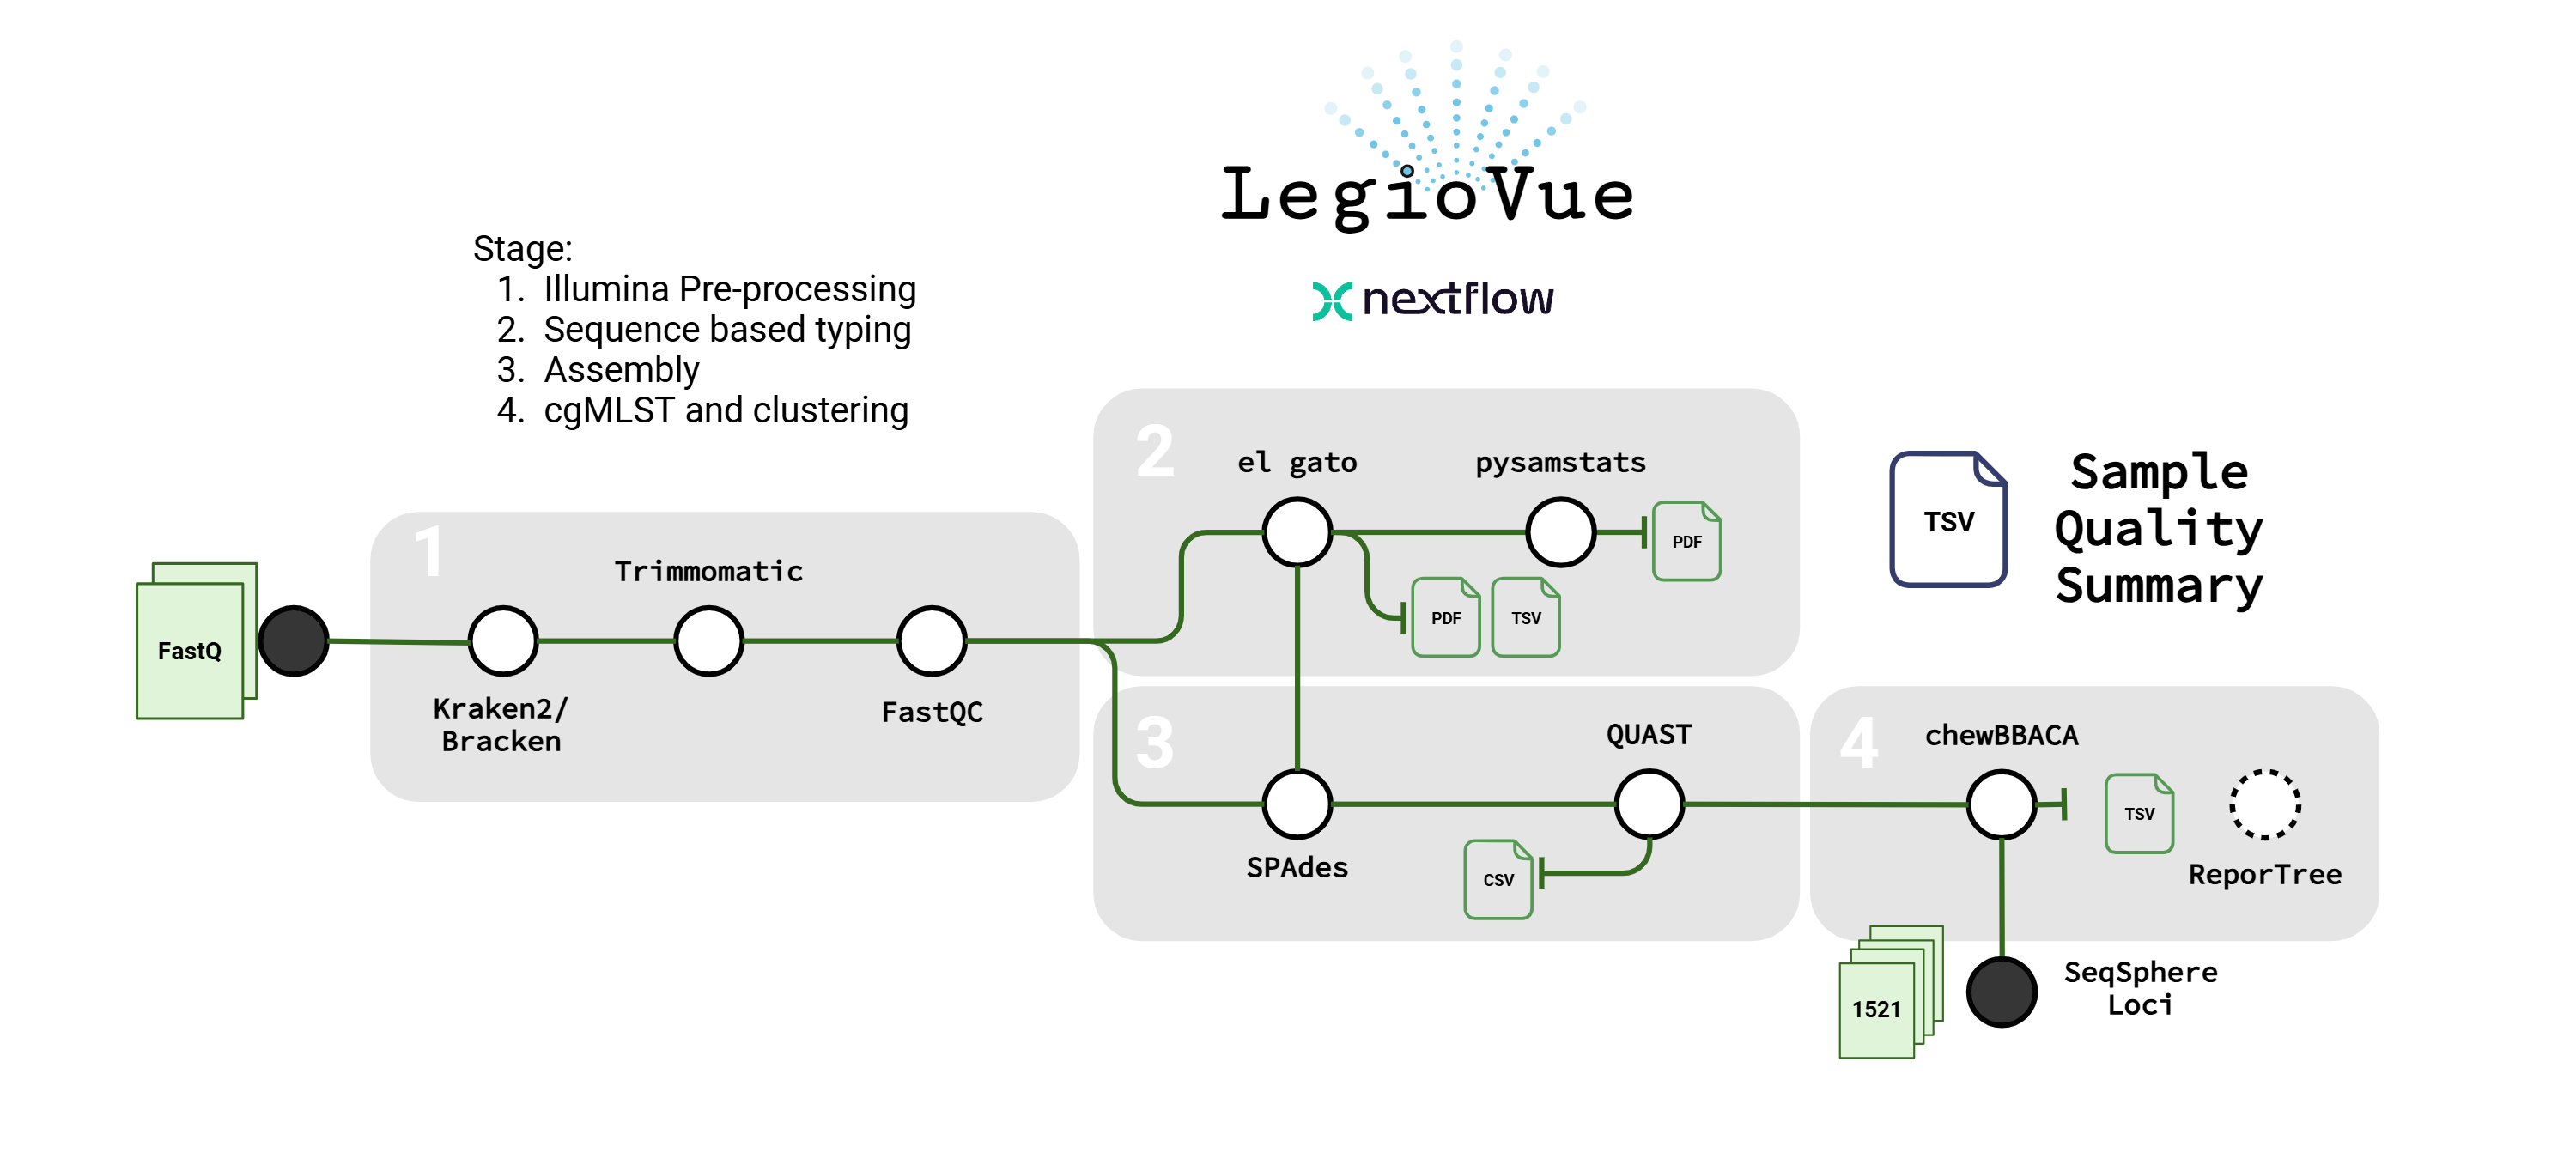 LegioVue
nextflow
Stage:
1. Illumina Pre-processing
2. Sequence based typing
3. Assembly
4. cgMLST and clustering
FastQ
1
Kraken2/
Bracken
Trimmomatic
FastQC
2
el gato
pysamstats
PDF
PDF
TSV
3
SPAdes
QUAST
CSV
4
chewBBACA
TSV
ReporTree
1521
SeqSphere
Loci
TSV
Sample
Quality
Summary